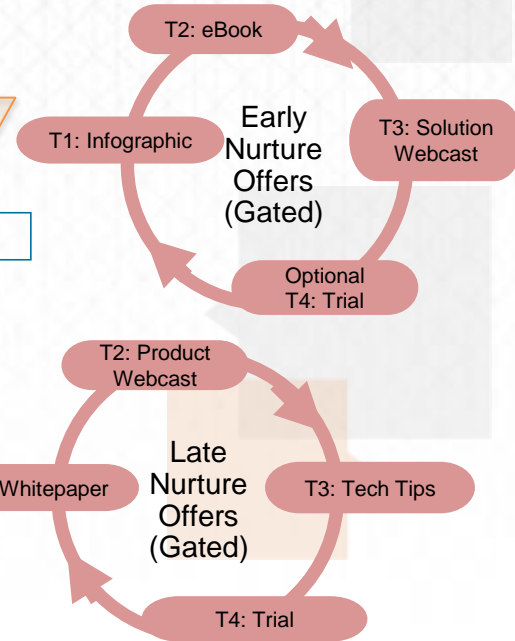 T2: eBook
T1: Infographic
Early
Nurture
Offers
(Gated)
T3: Solution
Webcast
Optional
T4: Trial
T2: Product
Webcast
Whitepaper
Late
Nurture
Offers
(Gated)
T3: Tech Tips
T4: Trial